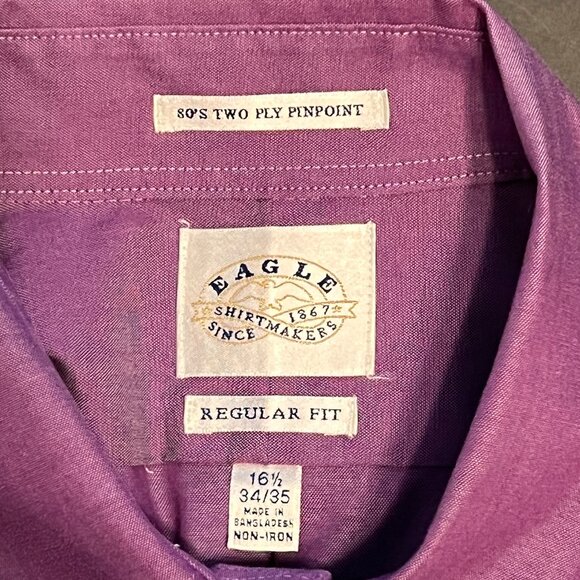 80'S TWO PLY PINPOINT
EAGLE
SHIRTMAKERS
SINCE 1867
REGULAR FIT
16½
34/35
MADE IN
BANGLADESH
NON-IRON